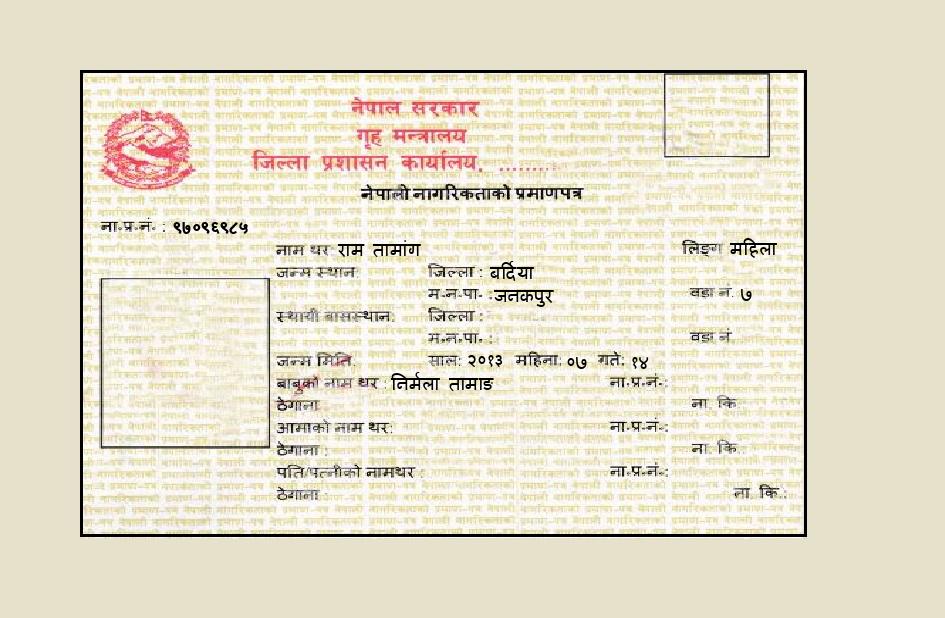 नेपाल सरकार
गृह मन्त्रालय
जिल्ला प्रशासन कार्यालय, .........
नेपाली नागरिकताको प्रमाणपत्र
ना.प्र.नं. : ९७०९६९८५
नाम थर: राम तामांग लिङ्ग महिला
जन्म स्थान: जिल्ला : बर्दिया
म.न.पा. :जनकपुर वडा नं. ७
स्थायी बासस्थान: जिल्ला :
म.न.पा. : वडा नं
जन्म मिति: साल: २०१३ महिना: ०७ गते: १४
बाबुको नाम थर : निर्मला तामाङ ना.प्र.नं.:
ठेगाना: ना. कि.:
आमाको नाम थर: ना.प्र.नं.:
ठेगाना : ना. कि.:
पति/पत्नीको नामथर : ना.प्र.नं.:
ठेगाना : ना. कि.: